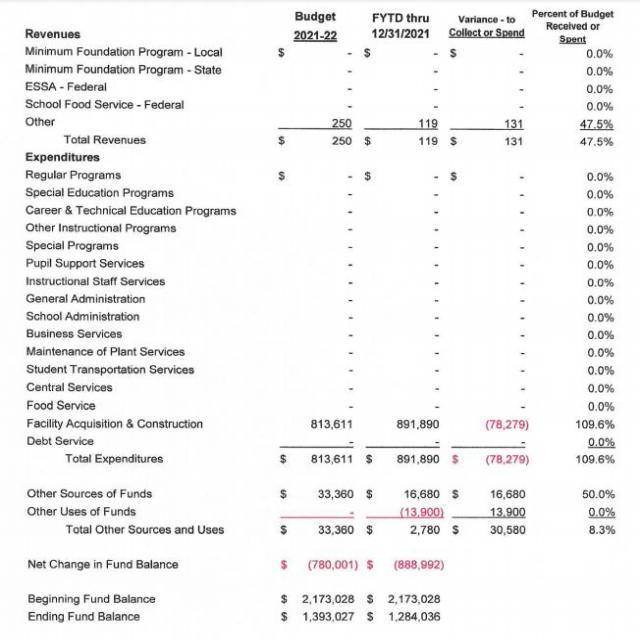 Budget FYTD thru Variance - to Percent of Budget
Revenues 2021-22 12/31/2021 Collect or Spend Received or Spent
Minimum Foundation Program - Local $ - $ - $ - 0.0%
Minimum Foundation Program - State - - - 0.0%
ESSA - Federal - - - 0.0%
School Food Service - Federal - - - 0.0%
Other 250 119 131 47.5%
Total Revenues $ 250 $ 119 $ 131 47.5%
Expenditures
Regular Programs $ - $ - $ - 0.0%
Special Education Programs - - - 0.0%
Career & Technical Education Programs - - - 0.0%
Other Instructional Programs - - - 0.0%
Special Programs - - - 0.0%
Pupil Support Services - - - 0.0%
Instructional Staff Services - - - 0.0%
General Administration - - - 0.0%
School Administration - - - 0.0%
Business Services - - - 0.0%
Maintenance of Plant Services - - - 0.0%
Student Transportation Services - - - 0.0%
Central Services - - - 0.0%
Food Service - - - 0.0%
Facility Acquisition & Construction 813,611 891,890 (78,279) 109.6%
Debt Service - - - 0.0%
Total Expenditures $ 813,611 $ 891,890 $ (78,279) 109.6%
Other Sources of Funds $ 33,360 $ 16,680 $ 16,680 50.0%
Other Uses of Funds - (13,900) 13,900 0.0%
Total Other Sources and Uses $ 33,360 $ 2,780 $ 30,580 8.3%
Net Change in Fund Balance $ (780,001) $ (888,992)
Beginning Fund Balance $ 2,173,028 $ 2,173,028
Ending Fund Balance $ 1,393,027 $ 1,284,036